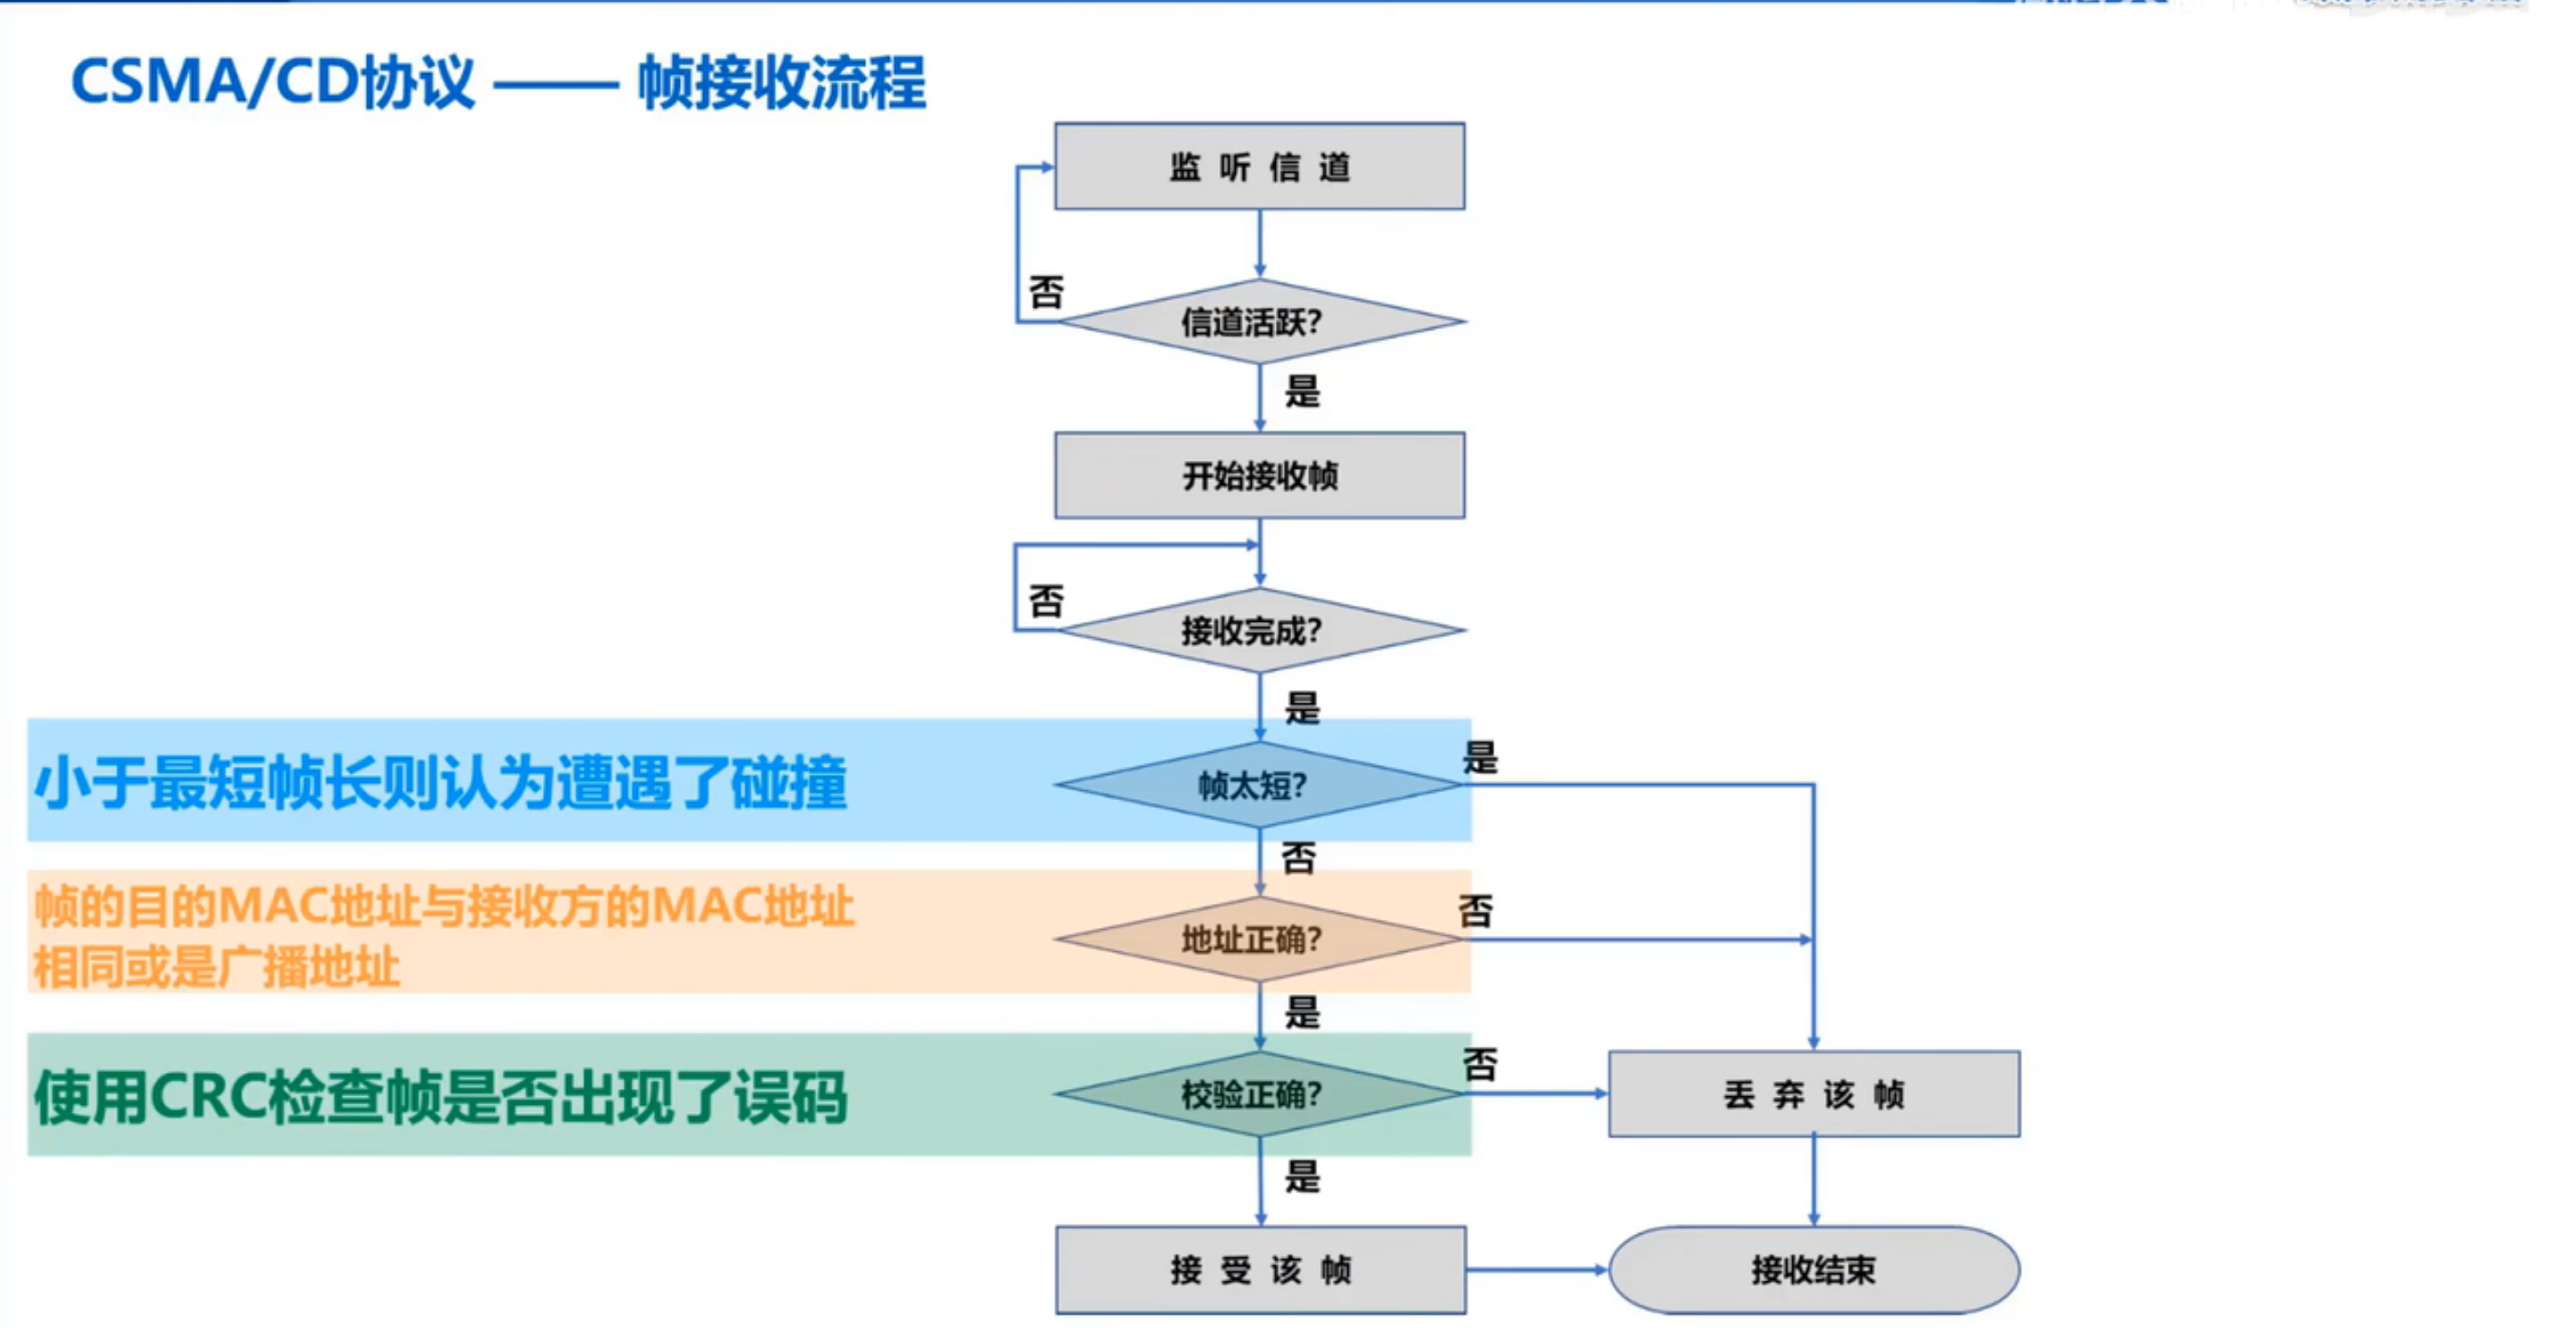 CSMA/CD协议 —— 帧接收流程
监 听 信 道
否
信道活跃?
是
开始接收帧
否
接收完成?
是
小于最短帧长则认为遭遇了碰撞
帧太短?
是
否
帧的目的MAC地址与接收方的MAC地址
相同或是广播地址
地址正确?
否
是
使用CRC检查帧是否出现了误码
校验正确?
否
丢 弃 该 帧
是
接 受 该 帧
接收结束